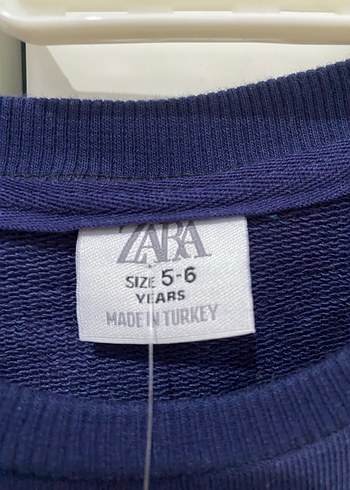 ZARA
SIZE 5-6
YEARS
MADE IN TURKEY